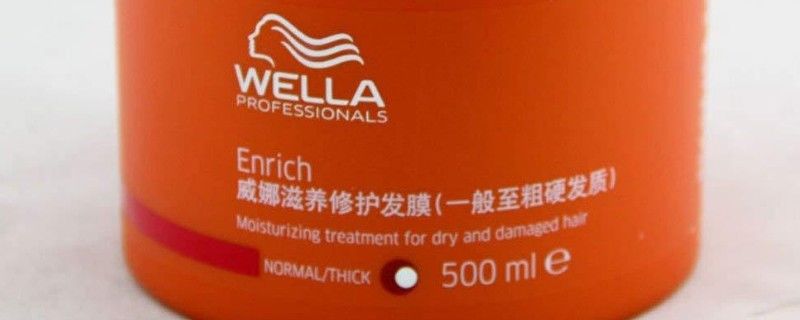 WELLA
PROFESSIONALS
Enrich
威娜滋养修护发膜(一般至粗硬发质)
Moisturizing treatment for dry and damaged hair
NORMAL/THICK
500 ml e